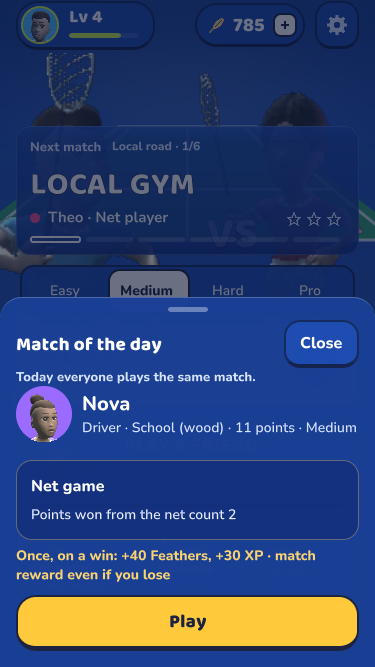 Lv 4
785
+
Next match Local road · 1/6
LOCAL GYM
Theo · Net player
VS
Easy Medium Hard Pro
Match of the day
Close
Today everyone plays the same match.
Nova
Driver · School (wood) · 11 points · Medium
Net game
Points won from the net count 2
Once, on a win: +40 Feathers, +30 XP · match
reward even if you lose
Play